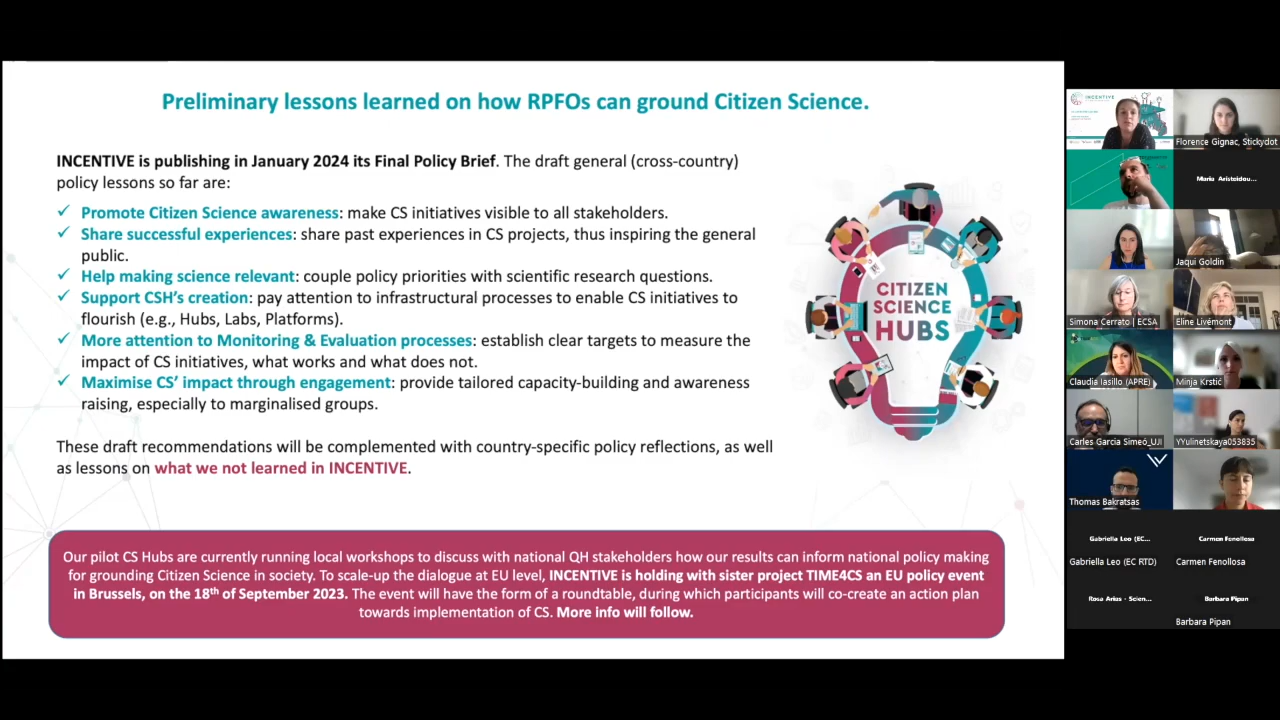 Preliminary lessons learned on how RPFOs can ground Citizen Science.
INCENTIVE is publishing in January 2024 its Final Policy Brief. The draft general (cross-country)
policy lessons so far are:
✓ Promote Citizen Science awareness: make CS initiatives visible to all stakeholders.
✓ Share successful experiences: share past experiences in CS projects, thus inspiring the general
public.
✓ Help making science relevant: couple policy priorities with scientific research questions.
✓ Support CSH's creation: pay attention to infrastructural processes to enable CS initiatives to
flourish (e.g., Hubs, Labs, Platforms).
✓ More attention to Monitoring & Evaluation processes: establish clear targets to measure the
impact of CS initiatives, what works and what does not.
✓ Maximise CS' impact through engagement: provide tailored capacity-building and awareness
raising, especially to marginalised groups.
These draft recommendations will be complemented with country-specific policy reflections, as well
as lessons on what we not learned in INCENTIVE.
CITIZEN
SCIENCE
HUBS
Our pilot CS Hubs are currently running local workshops to discuss with national QH stakeholders how our results can inform national policy making
for grounding Citizen Science in society. To scale-up the dialogue at EU level, INCENTIVE is holding with sister project TIME4CS an EU policy event
in Brussels, on the 18th of September 2023. The event will have the form of a roundtable, during which participants will co-create an action plan
towards implementation of CS. More info will follow.
INCENTIVE
Florence Gignac, Stickydot
Maria Aristeidou...
Jaqui Goldin
Simona Cerrato | ECSA
Eline Livémont
Claudia Iasillo (APRE)
Minja Krstić
Carles Garcia Simeó_UJI
YYulinetskaya053835
Thomas Bakratsas
Gabriella Leo (EC...
Carmen Fenollosa
Gabriella Leo (EC RTD)
Carmen Fenollosa
Rosa Arias - Scien...
Barbara Pipan
Barbara Pipan